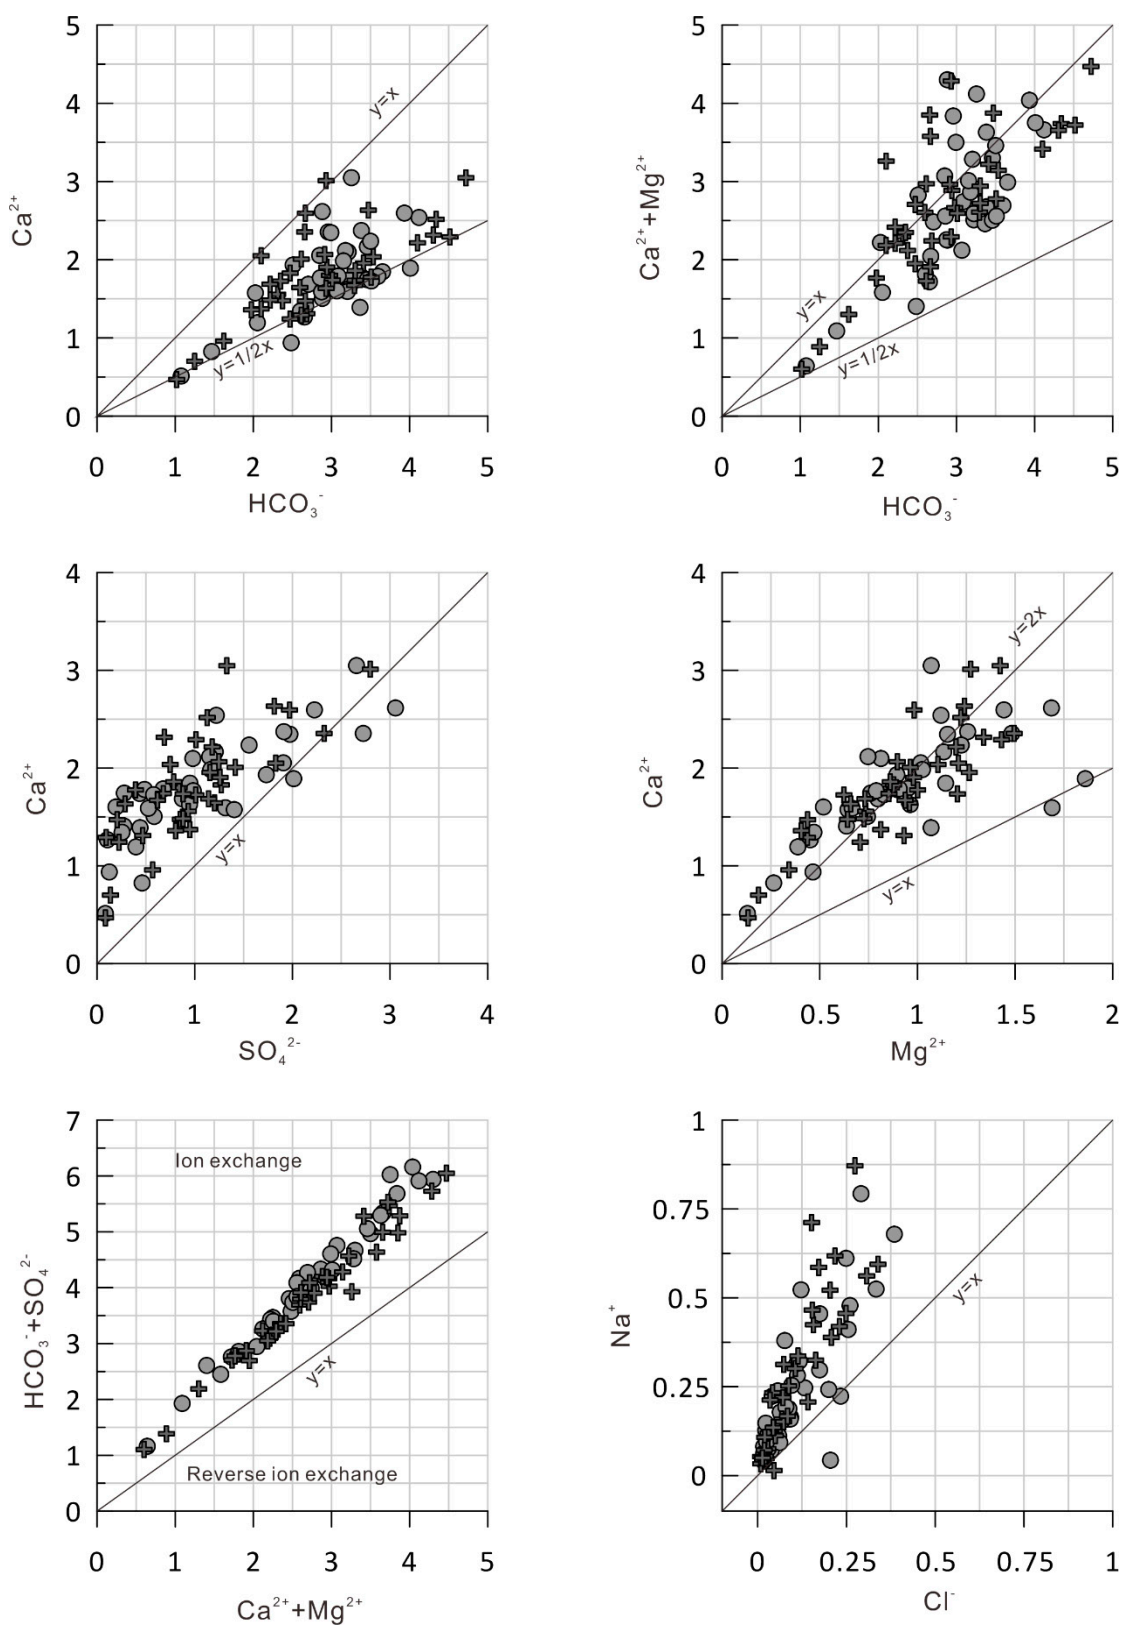 5
4
3
2
1
0
Ca²⁺
y=x
y=1/2x
0 1 2 3 4 5
HCO₃⁻
5
4
3
2
1
0
Ca²⁺+Mg²⁺
y=x
y=1/2x
0 1 2 3 4 5
HCO₃⁻
4
3
2
1
0
Ca²⁺
y=x
0 1 2 3 4
SO₄²⁻
4
3
2
1
0
Ca²⁺
y=2x
y=x
0 0.5 1 1.5 2
Mg²⁺
7
6
5
4
3
2
1
0
HCO₃⁻+SO₄²⁻
Ion exchange
y=x
Reverse ion exchange
0 1 2 3 4 5
Ca²⁺+Mg²⁺
1
0.75
0.5
0.25
0
Na⁺
y=x
0 0.25 0.5 0.75 1
Cl⁻